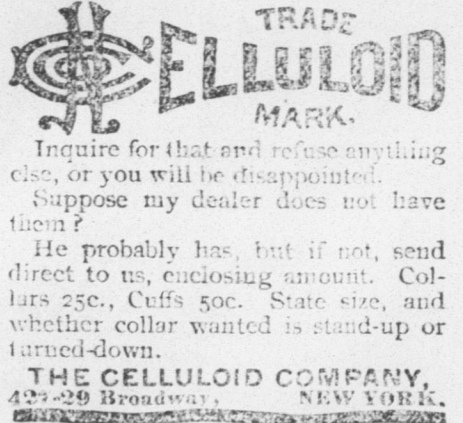 TRADE
CELLULOID
MARK.
Inquire for that and refuse anything
else, or you will be disappointed.
Suppose my dealer does not have
them?
He probably has, but if not, send
direct to us, enclosing amount. Col-
lars 25c., Cuffs 50c. State size, and
whether collar wanted is stand-up or
turned-down.
THE CELLULOID COMPANY,
427-29 Broadway, NEW YORK.